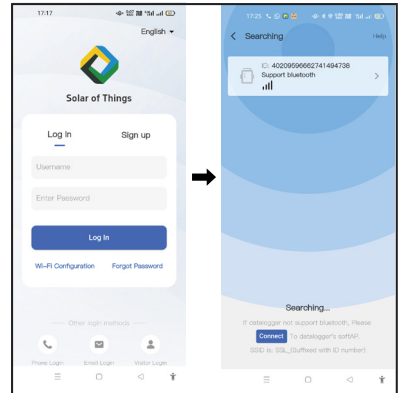 17:17
English
Solar of Things
Log In
Sign up
Username
Enter Password
Log In
Wi-Fi Configuration
Forgot Password
Other login methods
Phone Login
Email Login
Visitor Login
17:25
Searching
Help
ID: 40209596662741494738
Support bluetooth
Searching...
If datalogger not support bluetooth, Please
Connect To datalogger's softAP.
SSID is: SSL_(Suffixed with ID number)